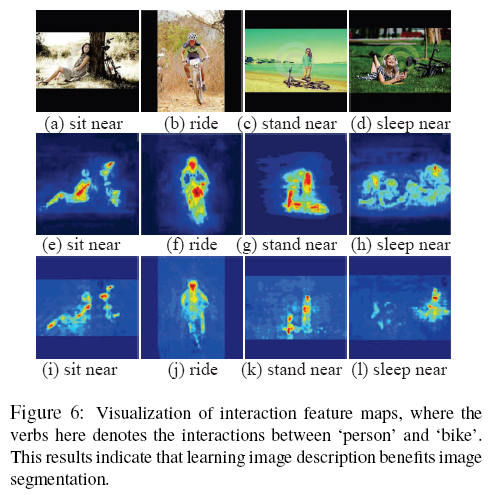 (a) sit near (b) ride (c) stand near (d) sleep near
(e) sit near (f) ride (g) stand near (h) sleep near
(i) sit near (j) ride (k) stand near (l) sleep near
Figure 6: Visualization of interaction feature maps, where the
verbs here denotes the interactions between ‘person’ and ‘bike’.
This results indicate that learning image description benefits image
segmentation.